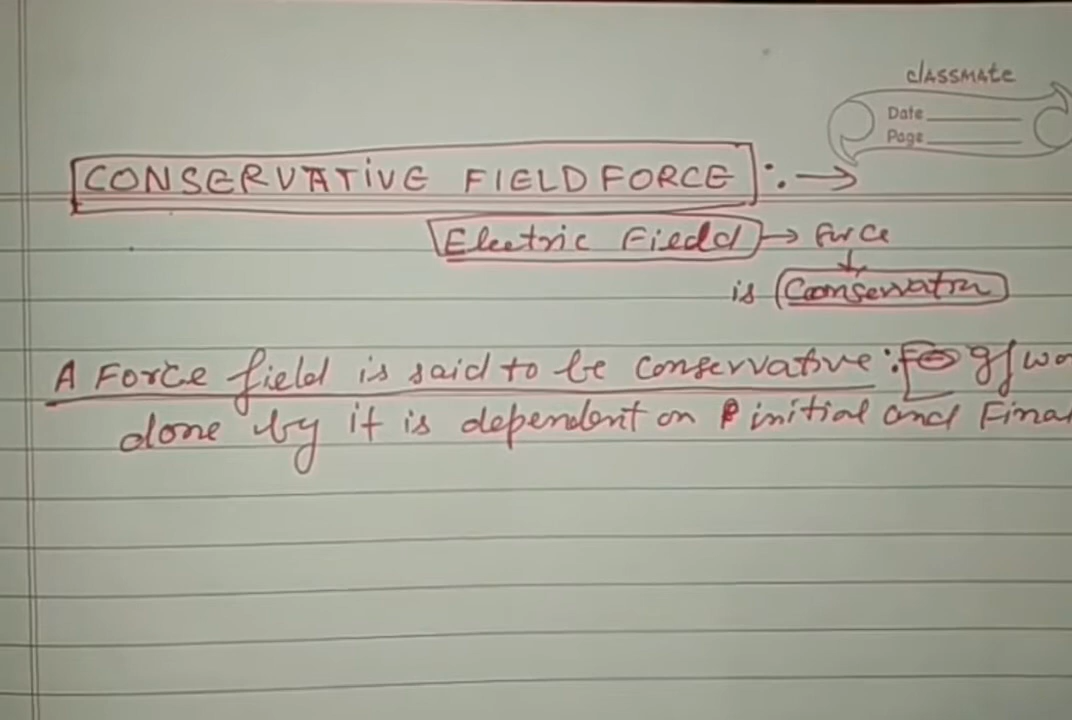 classmate
Date
Page
CONSERVATIVE FIELD FORCE :→
Electric Field → Force
is Conservative
A Force field is said to be conservative : If wo
done by it is dependent on initial and Final